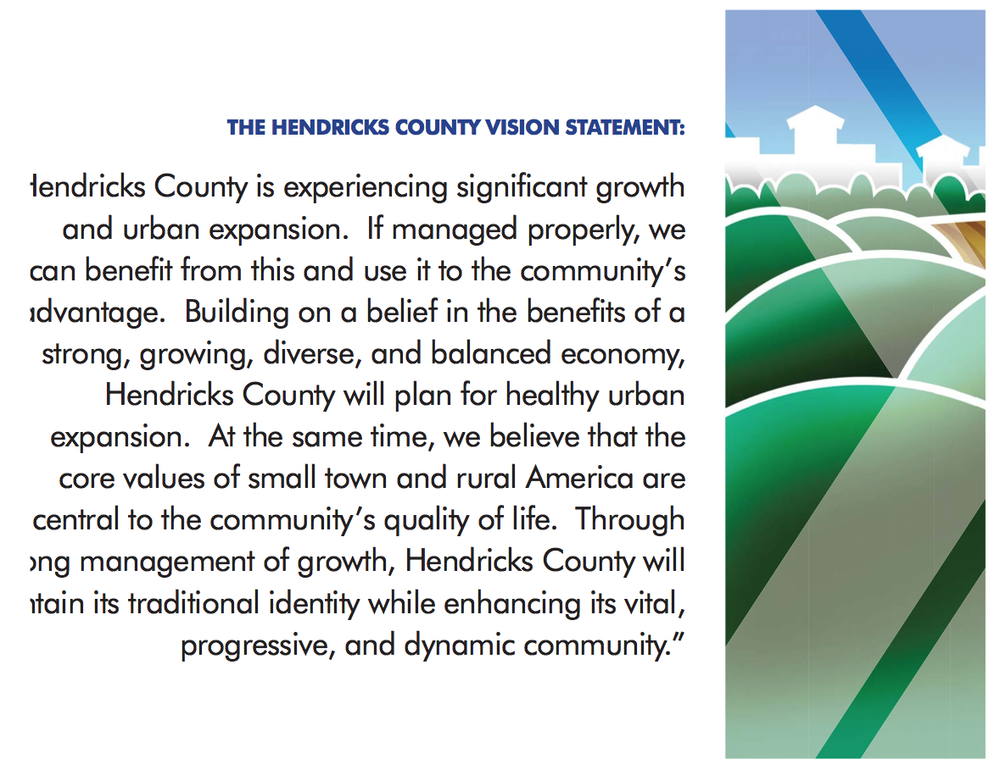 THE HENDRICKS COUNTY VISION STATEMENT:
Hendricks County is experiencing significant growth
and urban expansion.  If managed properly, we
can benefit from this and use it to the community’s
advantage.  Building on a belief in the benefits of a
strong, growing, diverse, and balanced economy,
Hendricks County will plan for healthy urban
expansion.  At the same time, we believe that the
core values of small town and rural America are
central to the community’s quality of life.  Through
ong management of growth, Hendricks County will
ntain its traditional identity while enhancing its vital,
progressive, and dynamic community.”